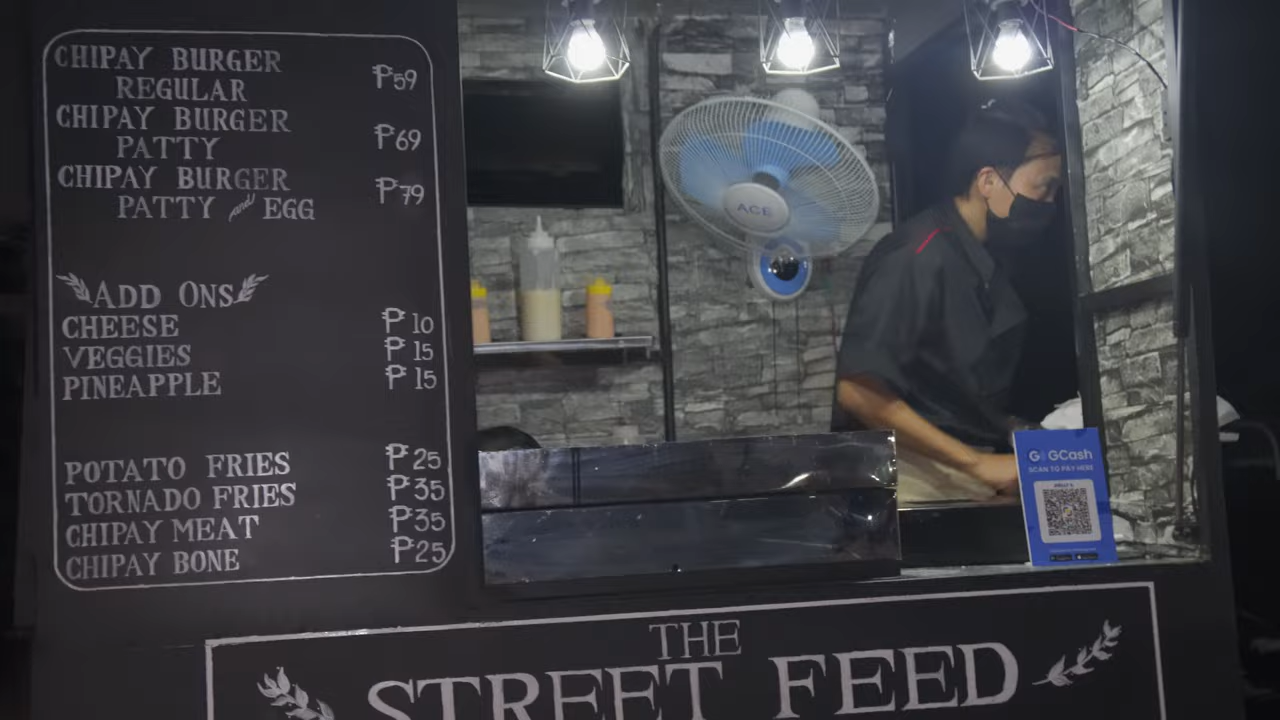 CHIPAY BURGER
REGULAR ₱59
CHIPAY BURGER
PATTY ₱69
CHIPAY BURGER
PATTY and EGG ₱79
ADD ONS
CHEESE ₱10
VEGGIES ₱15
PINEAPPLE ₱15
POTATO FRIES ₱25
TORNADO FRIES ₱35
CHIPAY MEAT ₱35
CHIPAY BONE ₱25
ACE
G) GCash
SCAN TO PAY HERE
THE
STREET FEED